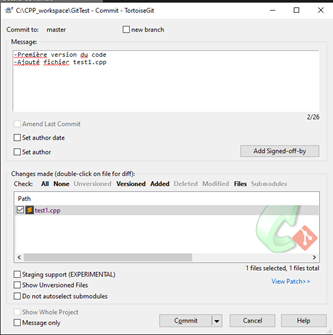 C:\CPP_workspace\GitTest - Commit - TortoiseGit
Commit to: master new branch
Message:
-Première version du code
-Ajouté fichier test1.cpp
2/26
Amend Last Commit
Set author date
Set author Add Signed-off-by
Changes made (double-click on file for diff):
Check: All None Unversioned Versioned Added Deleted Modified Files Submodules
Path
test1.cpp
Staging support (EXPERIMENTAL) 1 files selected, 1 files total
Show Unversioned Files View Patch>>
Do not autoselect submodules
Show Whole Project
Message only Commit Cancel Help